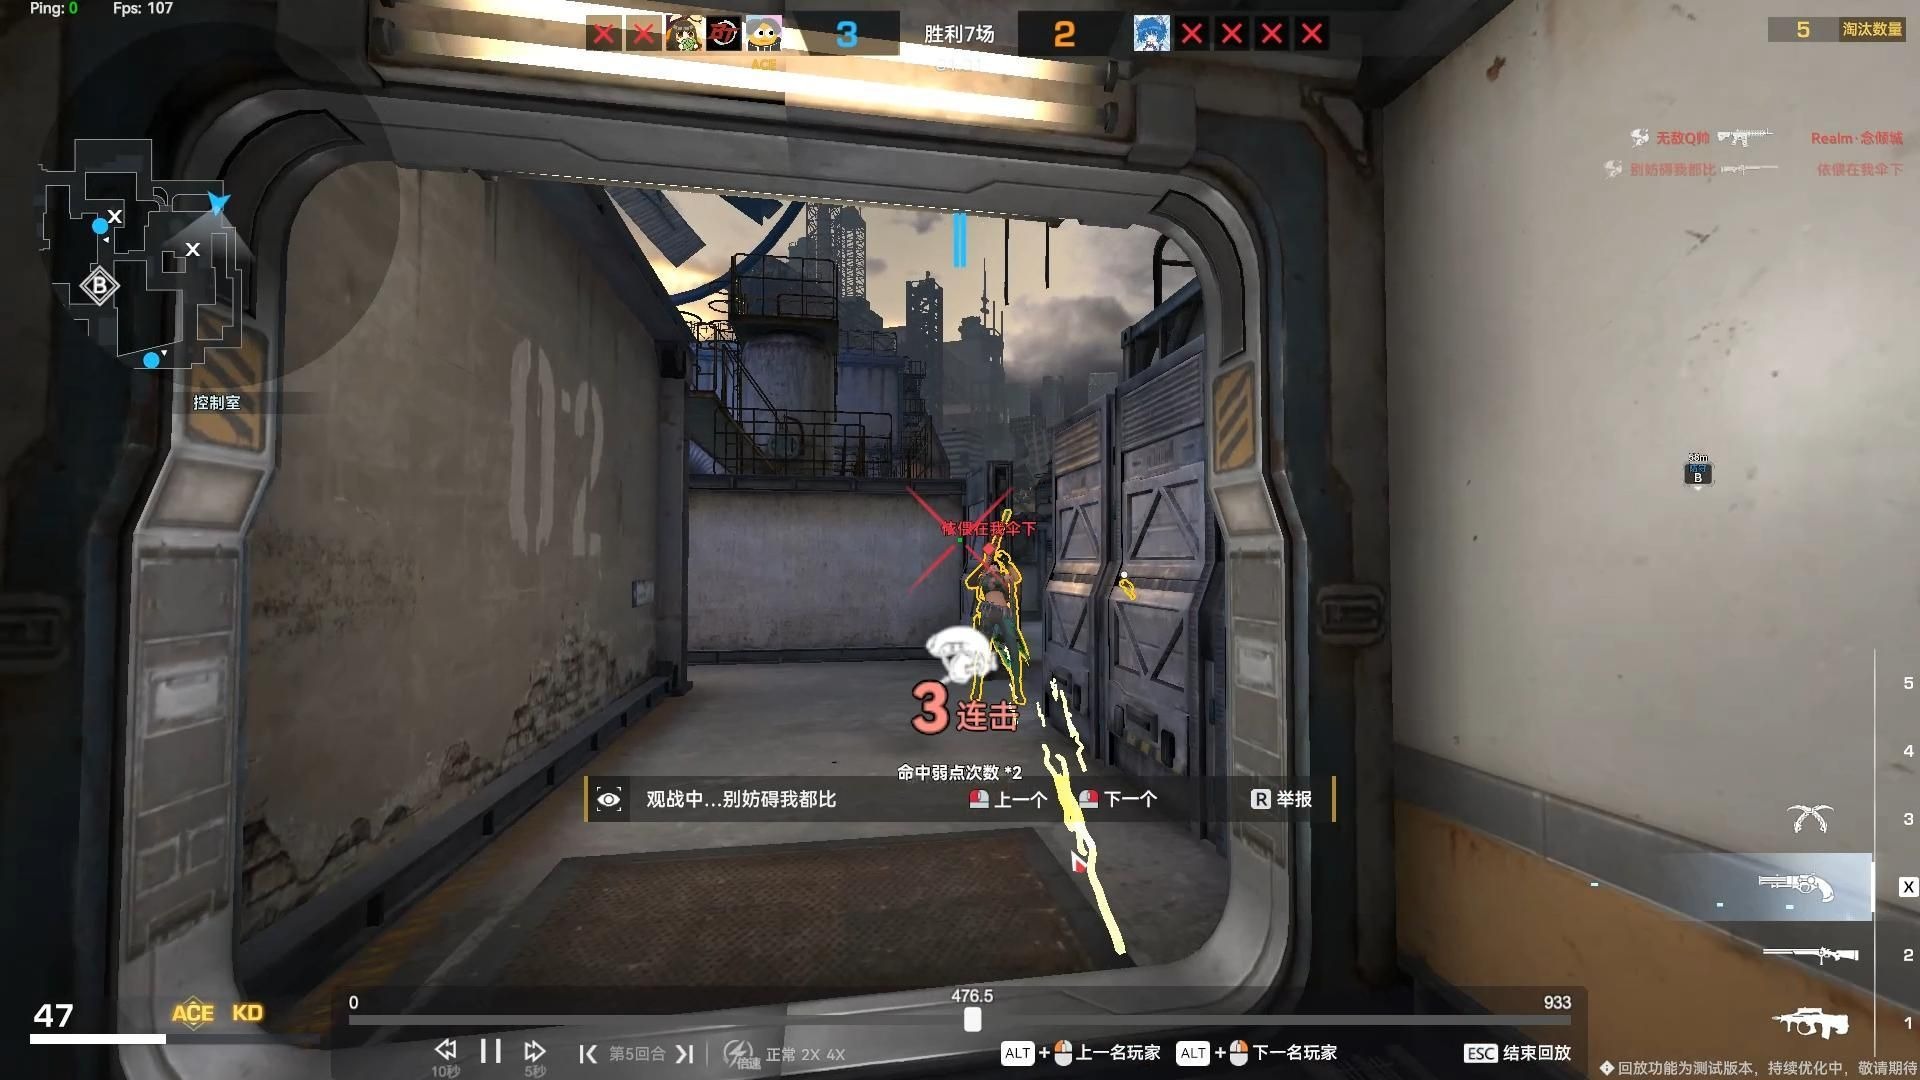 Ping: 0 Fps: 107
3 胜利7场 2
ACE
5 淘汰数量
无敌Q帅 Realm·念倾城
别妨碍我都比 依偎在我伞下
X
X
B
控制室
02
B
依偎在我伞下
3连击
命中弱点次数 *2
观战中...别妨碍我都比 上一个 下一个 R 举报
5
4
3
X
2
1
47 ACE KD
0 476.5 933
10秒 5秒 第5回合 倍速 正常 2X 4X
ALT + 上一名玩家 ALT + 下一名玩家 ESC 结束回放
回放功能为测试版本，持续优化中，敬请期待